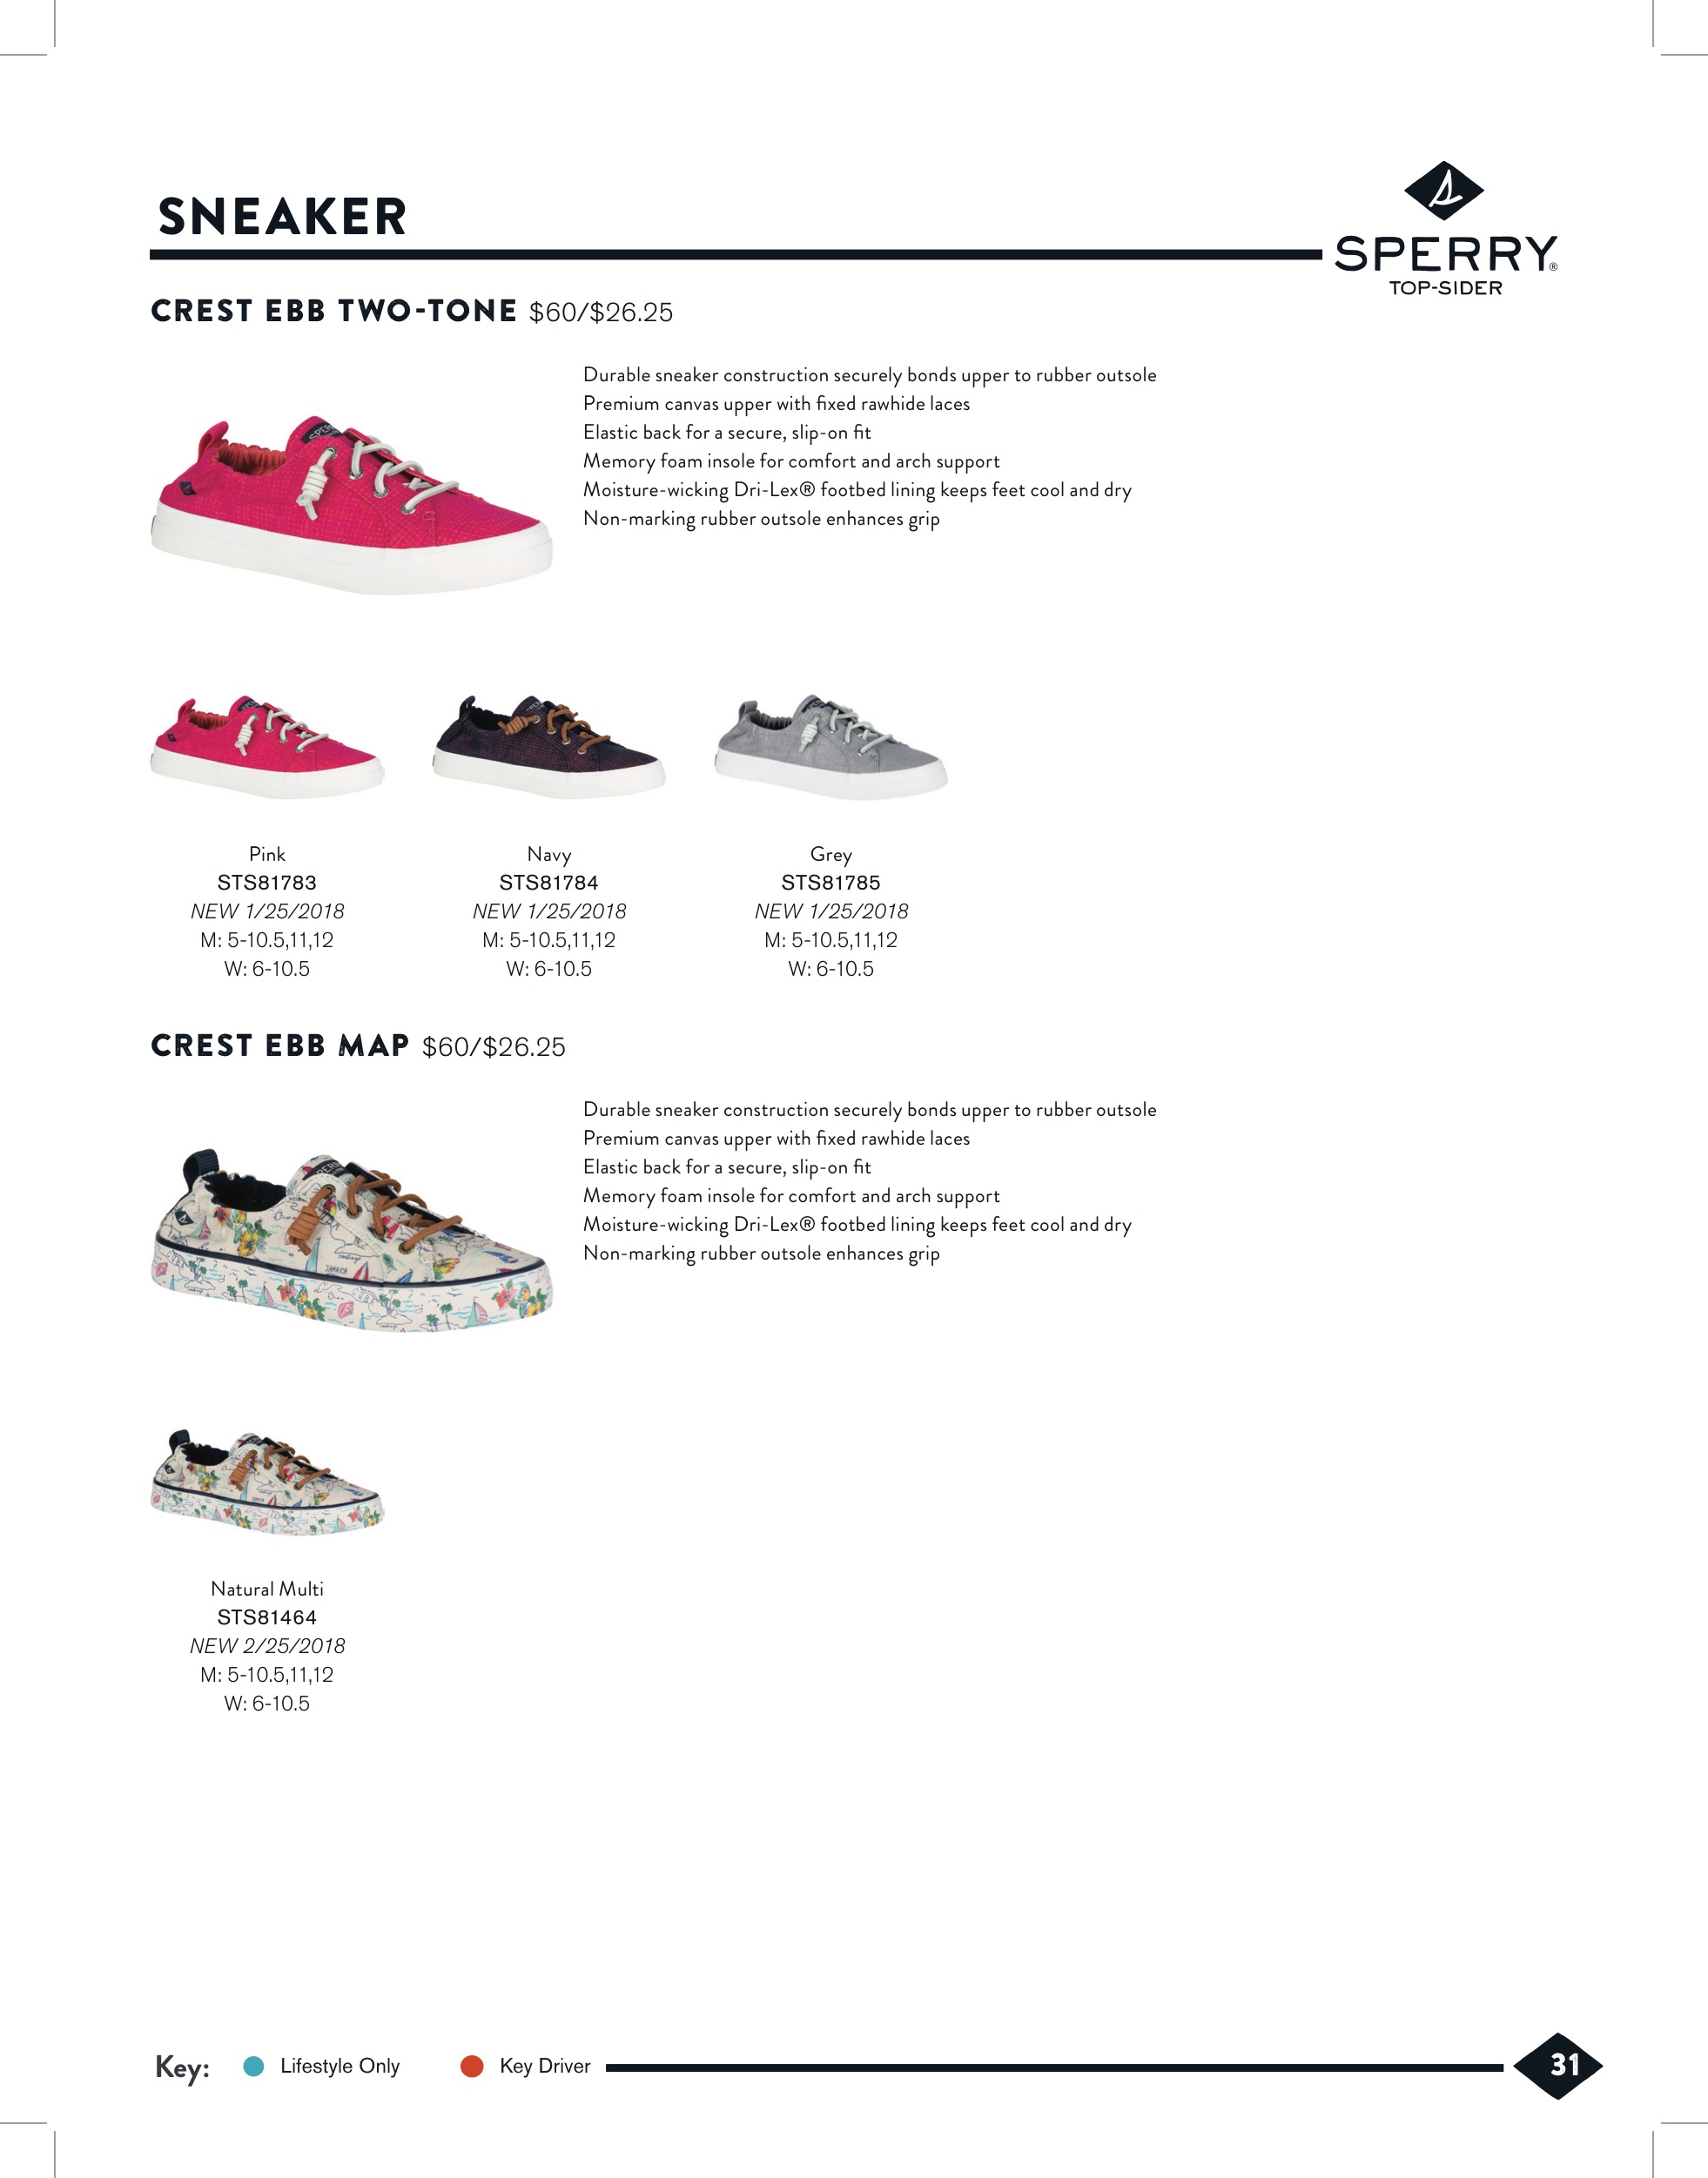 SNEAKER
SPERRY®
TOP-SIDER
CREST EBB TWO-TONE $60/$26.25
Durable sneaker construction securely bonds upper to rubber outsole
Premium canvas upper with fixed rawhide laces
Elastic back for a secure, slip-on fit
Memory foam insole for comfort and arch support
Moisture-wicking Dri-Lex® footbed lining keeps feet cool and dry
Non-marking rubber outsole enhances grip
Pink
STS81783
NEW 1/25/2018
M: 5-10.5,11,12
W: 6-10.5
Navy
STS81784
NEW 1/25/2018
M: 5-10.5,11,12
W: 6-10.5
Grey
STS81785
NEW 1/25/2018
M: 5-10.5,11,12
W: 6-10.5
CREST EBB MAP $60/$26.25
Durable sneaker construction securely bonds upper to rubber outsole
Premium canvas upper with fixed rawhide laces
Elastic back for a secure, slip-on fit
Memory foam insole for comfort and arch support
Moisture-wicking Dri-Lex® footbed lining keeps feet cool and dry
Non-marking rubber outsole enhances grip
JAMAICA
Natural Multi
STS81464
NEW 2/25/2018
M: 5-10.5,11,12
W: 6-10.5
Key:
Lifestyle Only
Key Driver
31